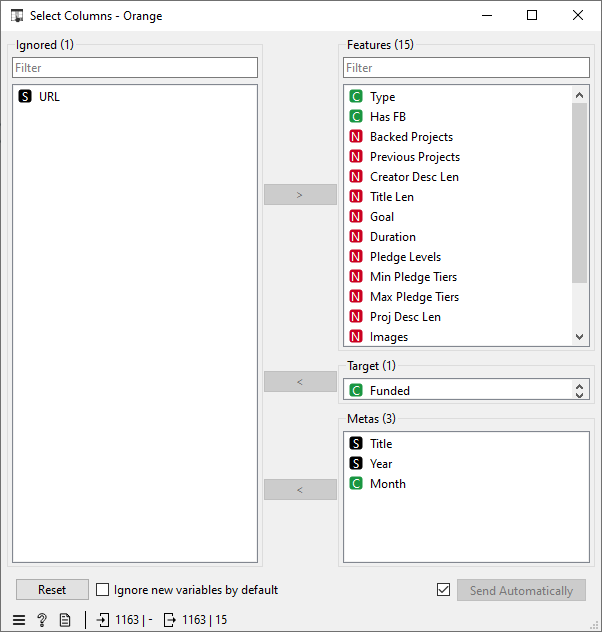 Select Columns - Orange
Ignored (1)
Filter
S URL
>
<
<
Features (15)
Filter
C Type
C Has FB
N Backed Projects
N Previous Projects
N Creator Desc Len
N Title Len
N Goal
N Duration
N Pledge Levels
N Min Pledge Tiers
N Max Pledge Tiers
N Proj Desc Len
N Images
Target (1)
C Funded
Metas (3)
S Title
S Year
C Month
Reset
Ignore new variables by default
Send Automatically
? 1163 | - 1163 | 15